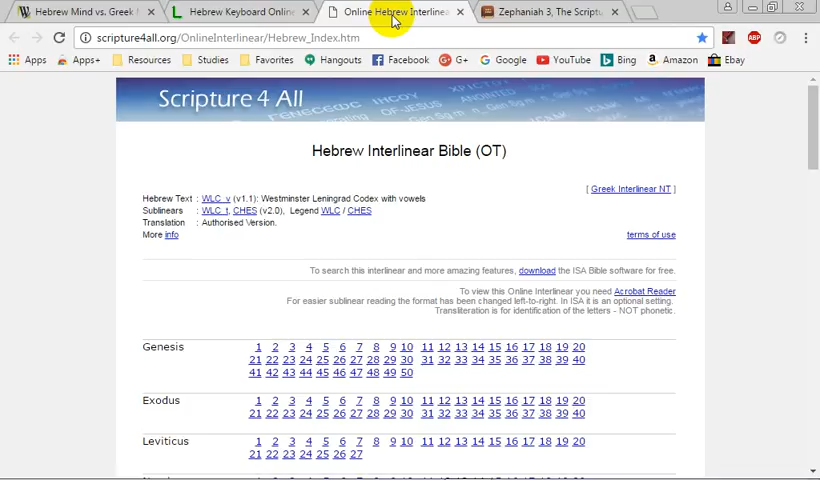 Hebrew Mind vs. Greek
Hebrew Keyboard Online
Online Hebrew Interlinea
Zephaniah 3, The Scriptu
scripture4all.org/OnlineInterlinear/Hebrew_Index.htm
ABP
Apps Bing Resources Studies Favorites Hangouts Facebook G+ Google YouTube Amazon Ebay
Scripture 4 All
Hebrew Interlinear Bible (OT)
[ Greek Interlinear NT ]
Hebrew Text : WLC_v (v1.1): Westminster Leningrad Codex with vowels
Sublinears : WLC_t, CHES (v2.0), Legend WLC / CHES
Translation : Authorised Version.
More info
terms of use
To search this interlinear and more amazing features, download the ISA Bible software for free.
To view this Online Interlinear you need Acrobat Reader
For easier sublinear reading the format has been changed left-to-right. In ISA it is an optional setting.
Transliteration is for identification of the letters - NOT phonetic.
Genesis 1 2 3 4 5 6 7 8 9 10 11 12 13 14 15 16 17 18 19 20
21 22 23 24 25 26 27 28 29 30 31 32 33 34 35 36 37 38 39 40
41 42 43 44 45 46 47 48 49 50
Exodus 1 2 3 4 5 6 7 8 9 10 11 12 13 14 15 16 17 18 19 20
21 22 23 24 25 26 27 28 29 30 31 32 33 34 35 36 37 38 39 40
Leviticus 1 2 3 4 5 6 7 8 9 10 11 12 13 14 15 16 17 18 19 20
21 22 23 24 25 26 27